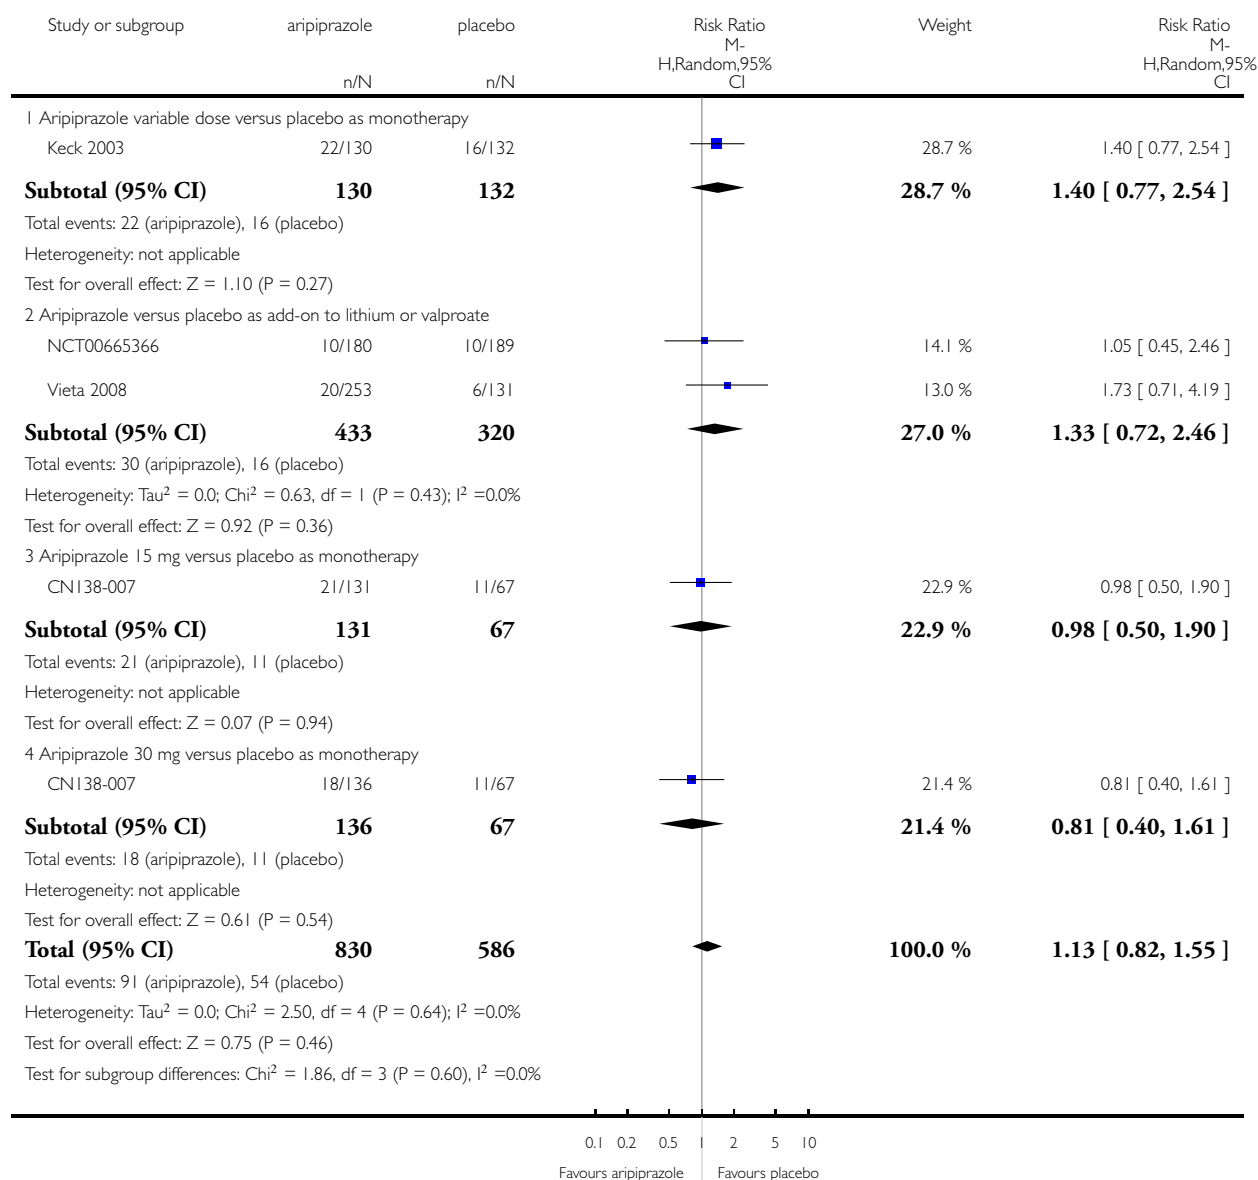 Study or subgroup aripiprazole placebo Risk Ratio Weight Risk Ratio
M- M-
H,Random,95% H,Random,95%
n/N n/N CI CI
1 Aripiprazole variable dose versus placebo as monotherapy
Keck 2003 22/130 16/132 28.7 % 1.40 [ 0.77, 2.54 ]
Subtotal (95% CI) 130 132 28.7 % 1.40 [ 0.77, 2.54 ]
Total events: 22 (aripiprazole), 16 (placebo)
Heterogeneity: not applicable
Test for overall effect: Z = 1.10 (P = 0.27)
2 Aripiprazole versus placebo as add-on to lithium or valproate
NCT00665366 10/180 10/189 14.1 % 1.05 [ 0.45, 2.46 ]
Vieta 2008 20/253 6/131 13.0 % 1.73 [ 0.71, 4.19 ]
Subtotal (95% CI) 433 320 27.0 % 1.33 [ 0.72, 2.46 ]
Total events: 30 (aripiprazole), 16 (placebo)
Heterogeneity: Tau² = 0.0; Chi² = 0.63, df = 1 (P = 0.43); I² =0.0%
Test for overall effect: Z = 0.92 (P = 0.36)
3 Aripiprazole 15 mg versus placebo as monotherapy
CN138-007 21/131 11/67 22.9 % 0.98 [ 0.50, 1.90 ]
Subtotal (95% CI) 131 67 22.9 % 0.98 [ 0.50, 1.90 ]
Total events: 21 (aripiprazole), 11 (placebo)
Heterogeneity: not applicable
Test for overall effect: Z = 0.07 (P = 0.94)
4 Aripiprazole 30 mg versus placebo as monotherapy
CN138-007 18/136 11/67 21.4 % 0.81 [ 0.40, 1.61 ]
Subtotal (95% CI) 136 67 21.4 % 0.81 [ 0.40, 1.61 ]
Total events: 18 (aripiprazole), 11 (placebo)
Heterogeneity: not applicable
Test for overall effect: Z = 0.61 (P = 0.54)
Total (95% CI) 830 586 100.0 % 1.13 [ 0.82, 1.55 ]
Total events: 91 (aripiprazole), 54 (placebo)
Heterogeneity: Tau² = 0.0; Chi² = 2.50, df = 4 (P = 0.64); I² =0.0%
Test for overall effect: Z = 0.75 (P = 0.46)
Test for subgroup differences: Chi² = 1.86, df = 3 (P = 0.60), I² =0.0%
0.1 0.2 0.5 1 2 5 10
Favours aripiprazole Favours placebo